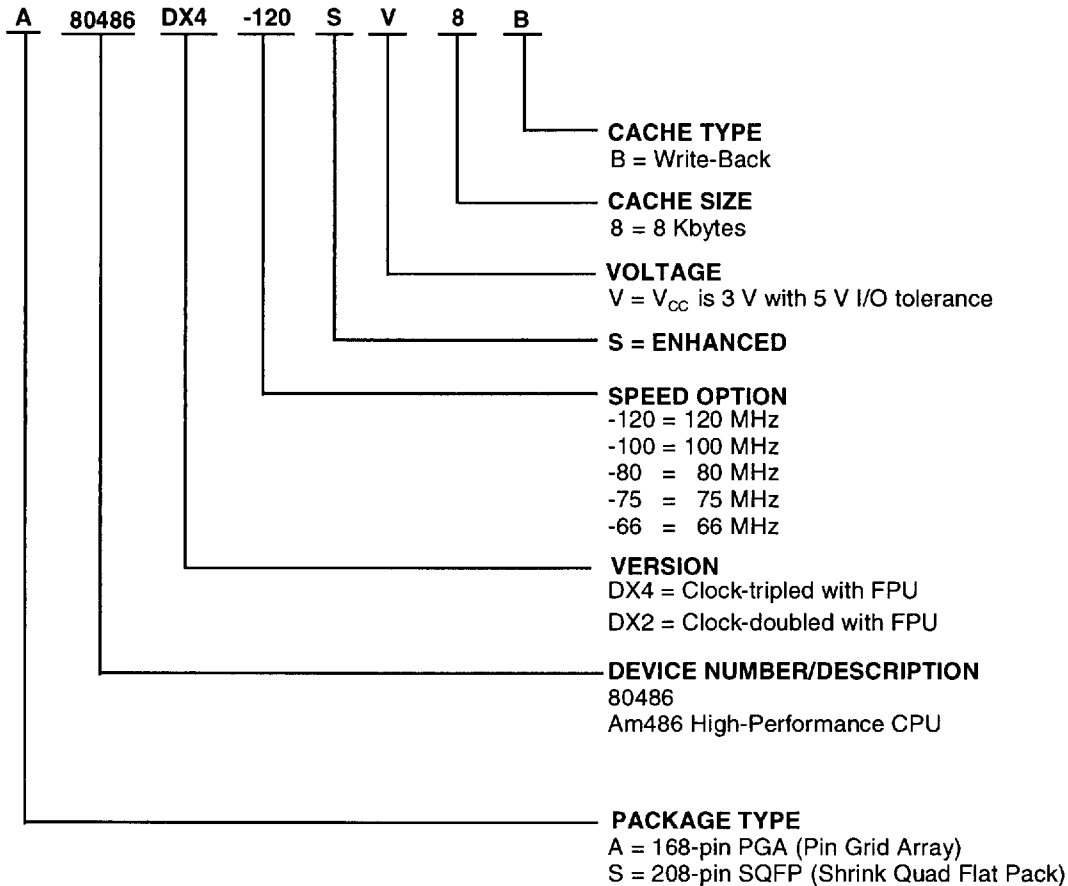 A 80486 DX4 -120 S V 8 B
CACHE TYPE
B = Write-Back
CACHE SIZE
8 = 8 Kbytes
VOLTAGE
V = VCC is 3 V with 5 V I/O tolerance
S = ENHANCED
SPEED OPTION
-120 = 120 MHz
-100 = 100 MHz
-80 = 80 MHz
-75 = 75 MHz
-66 = 66 MHz
VERSION
DX4 = Clock-tripled with FPU
DX2 = Clock-doubled with FPU
DEVICE NUMBER/DESCRIPTION
80486
Am486 High-Performance CPU
PACKAGE TYPE
A = 168-pin PGA (Pin Grid Array)
S = 208-pin SQFP (Shrink Quad Flat Pack)